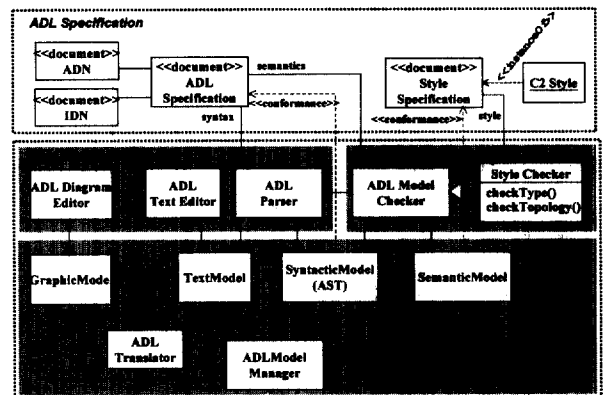 ADL Specification
<<document>>
ADN
<<document>>
IDN
<<document>>
ADL
Specification
semantics
<<conformance>>
syntax
<<document>>
Style
Specification
<<conformance>>
style
C2 Style
ADL Diagram
Editor
ADL
Text Editor
ADL
Parser
ADL Model
Checker
Style Checker
checkType()
checkTopology()
GraphicMode
TextModel
SyntacticModel
(AST)
SemanticModel
ADL
Translator
ADLModel
Manager